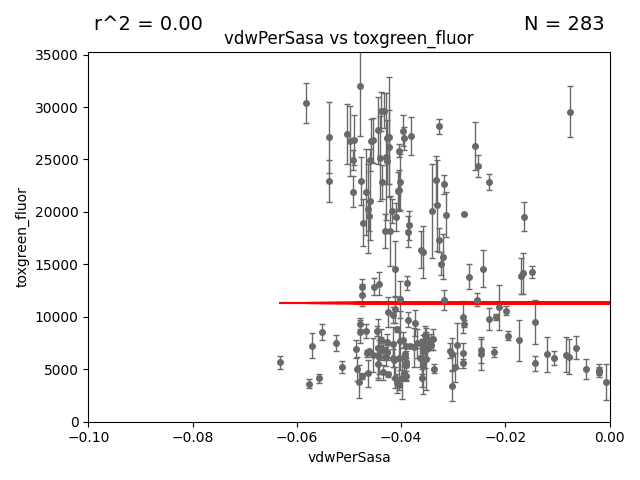 r^2 = 0.00
N = 283
vdwPerSasa vs toxgreen_fluor
35000
30000
25000
20000
15000
10000
5000
0
toxgreen_fluor
−0.10
−0.08
−0.06
−0.04
−0.02
0.00
vdwPerSasa